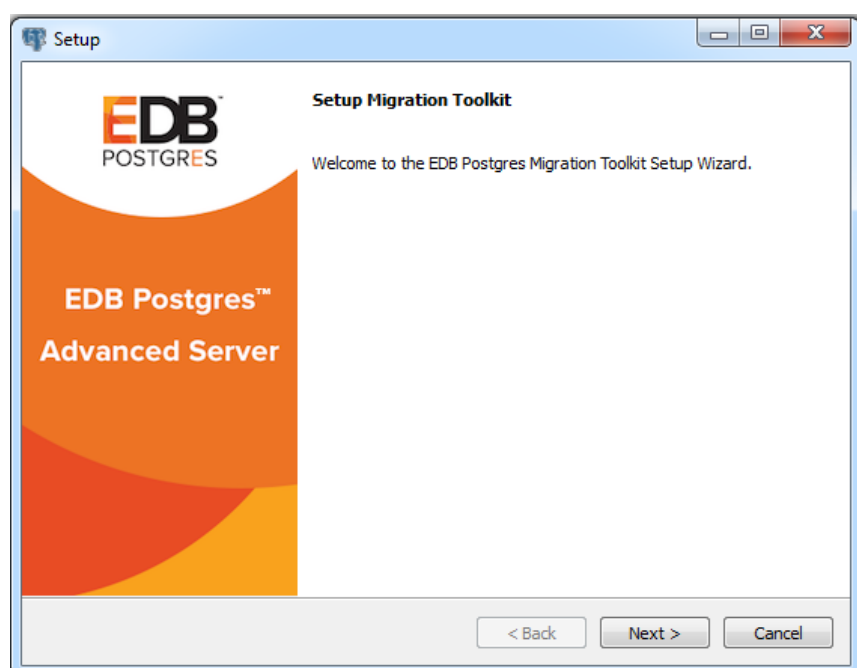 Setup
EDB
POSTGRES
Setup Migration Toolkit
Welcome to the EDB Postgres Migration Toolkit Setup Wizard.
EDB Postgres™
Advanced Server
< Back
Next >
Cancel